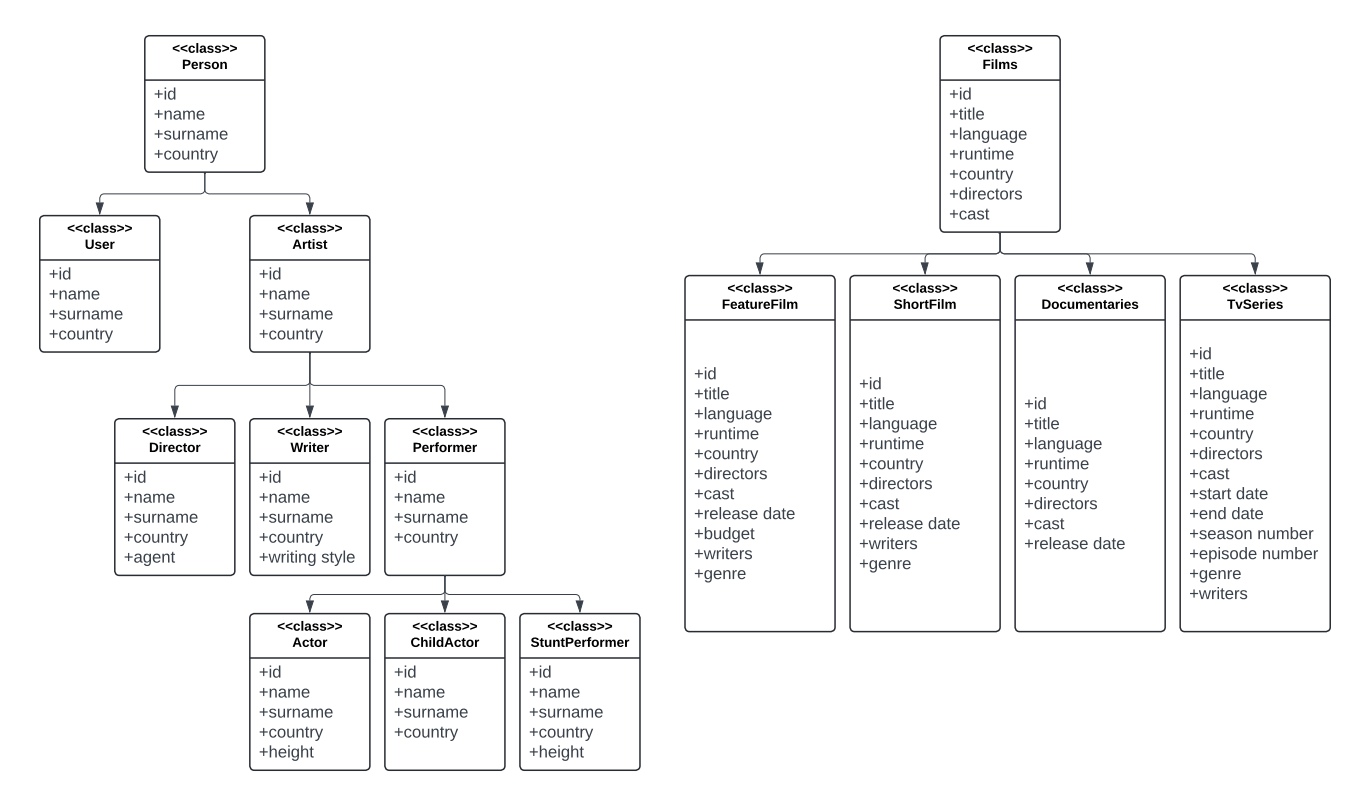 <<class>>
Person
+id
+name
+surname
+country
<<class>>
User
+id
+name
+surname
+country
<<class>>
Artist
+id
+name
+surname
+country
<<class>>
Director
+id
+name
+surname
+country
+agent
<<class>>
Writer
+id
+name
+surname
+country
+writing style
<<class>>
Performer
+id
+name
+surname
+country
<<class>>
Actor
+id
+name
+surname
+country
+height
<<class>>
ChildActor
+id
+name
+surname
+country
<<class>>
StuntPerformer
+id
+name
+surname
+country
+height
<<class>>
Films
+id
+title
+language
+runtime
+country
+directors
+cast
<<class>>
FeatureFilm
+id
+title
+language
+runtime
+country
+directors
+cast
+release date
+budget
+writers
+genre
<<class>>
ShortFilm
+id
+title
+language
+runtime
+country
+directors
+cast
+release date
+writers
+genre
<<class>>
Documentaries
+id
+title
+language
+runtime
+country
+directors
+cast
+release date
<<class>>
TvSeries
+id
+title
+language
+runtime
+country
+directors
+cast
+start date
+end date
+season number
+episode number
+genre
+writers